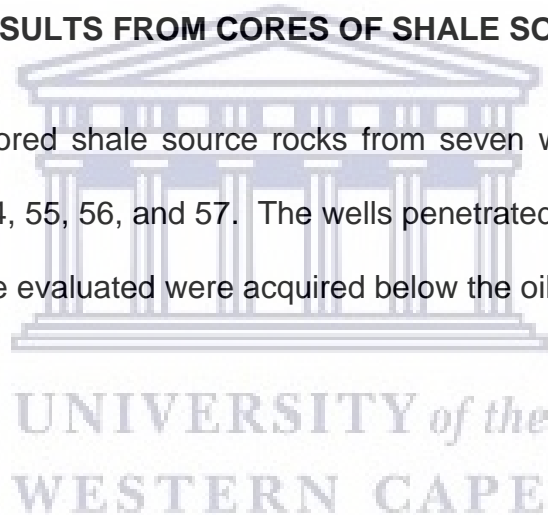 SULTS FROM CORES OF SHALE SO
ored shale source rocks from seven w
4, 55, 56, and 57. The wells penetrated
e evaluated were acquired below the oil
UNIVERSITY of the
WESTERN CAPE